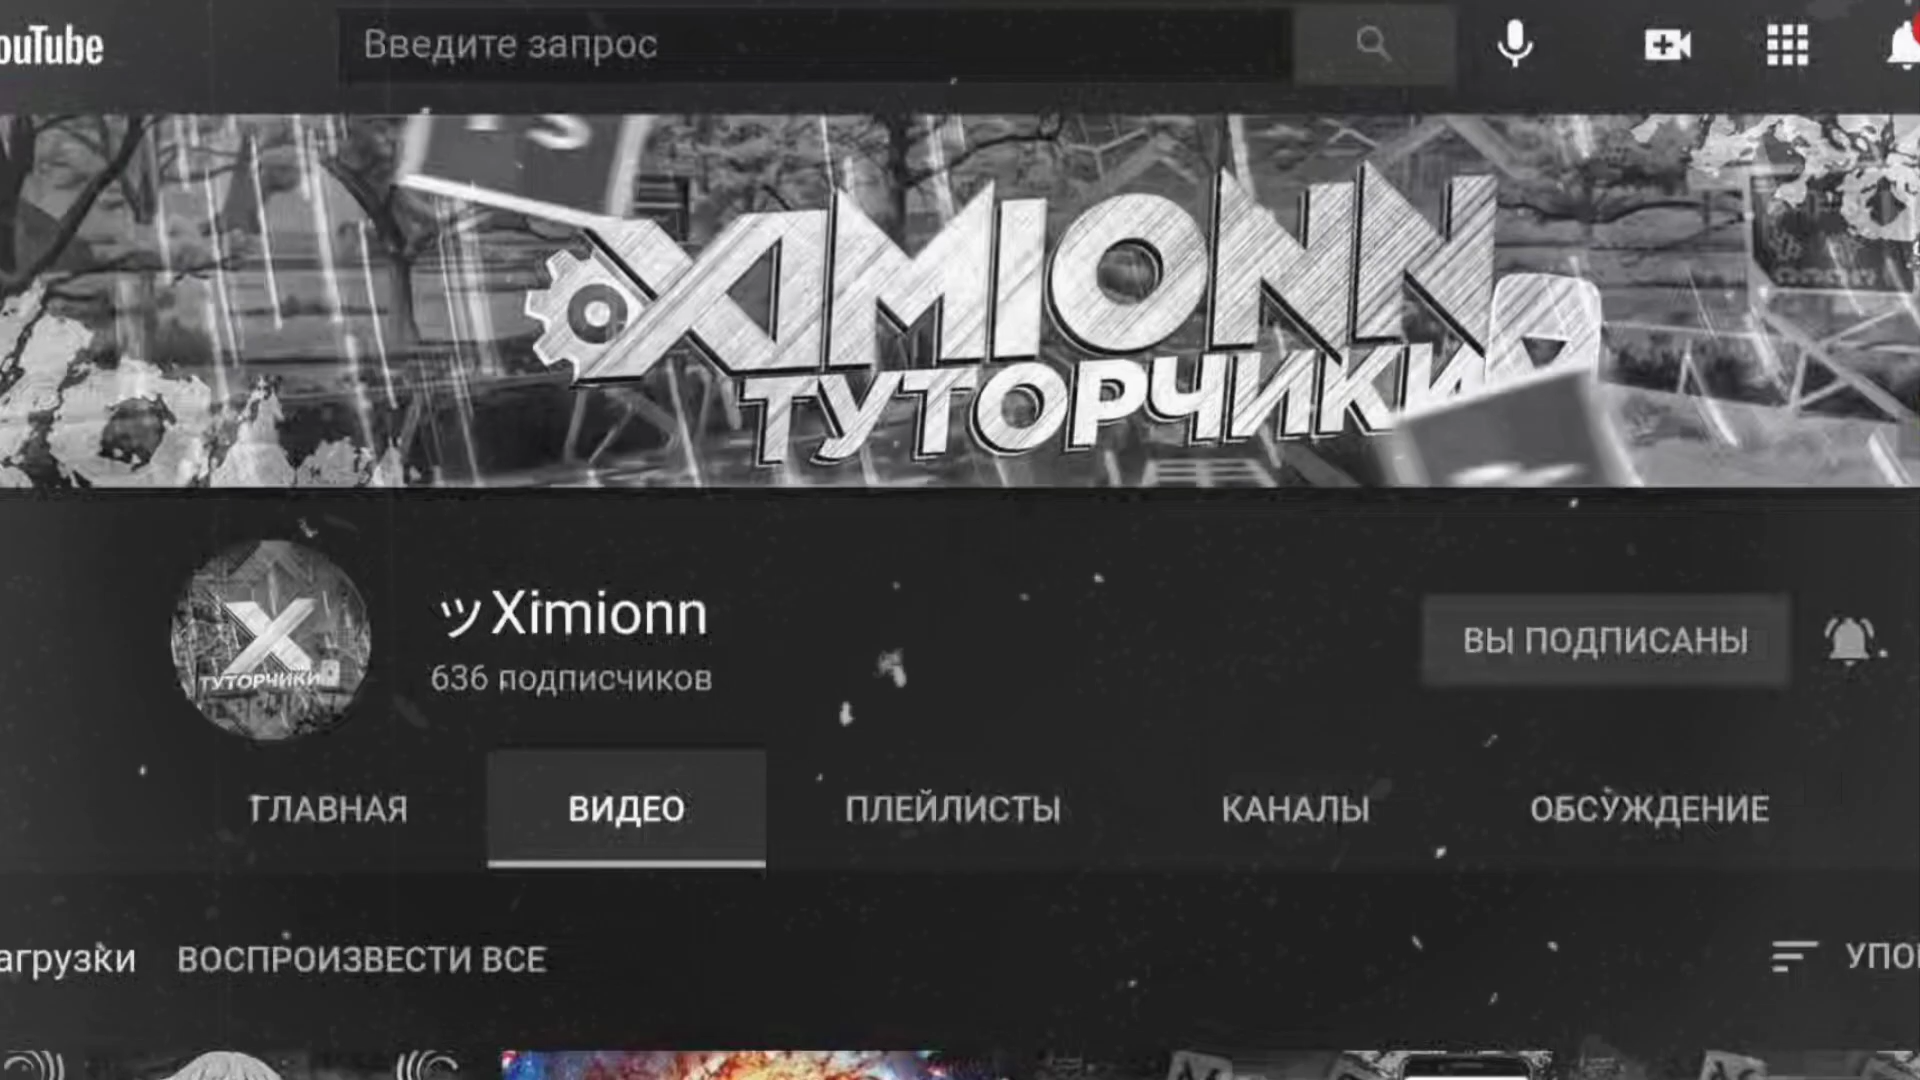 ouTube
Введите запрос
XIMIONN
ТУТОРЧИКИ
X
ТУТОРЧИКИ
ッXimionn
636 подписчиков
ВЫ ПОДПИСАНЫ
ГЛАВНАЯ
ВИДЕО
ПЛЕЙЛИСТЫ
КАНАЛЫ
ОБСУЖДЕНИЕ
агрузки
ВОСПРОИЗВЕСТИ ВСЕ
УПО